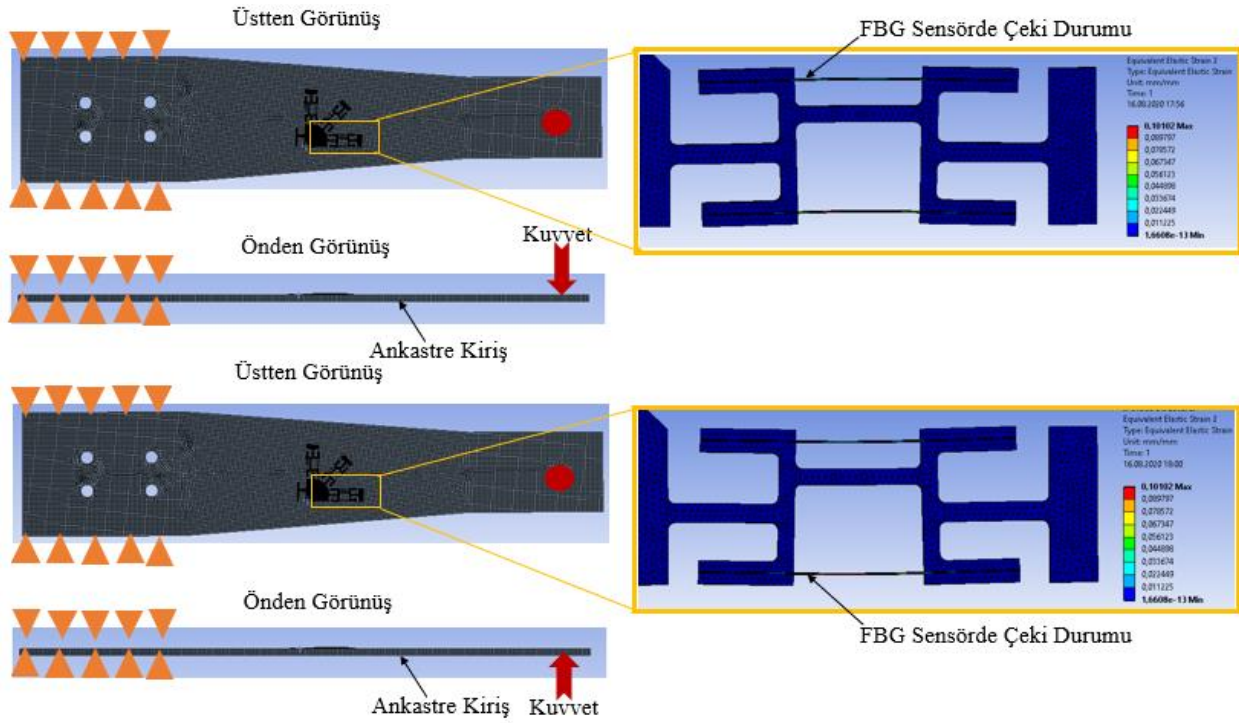 Üstten Görünüş
FBG Sensörde Çeki Durumu
Equivalent Elastic Strain 2
Type: Equivalent Elastic Strain
Unit: mm/mm
Time: 1
16.08.2020 17:56
0,10102 Max
0,089797
0,078572
0,067347
0,056123
0,044898
0,033674
0,022449
0,011225
1,6608e-13 Min
Önden Görünüş
Kuvvet
Ankastre Kiriş
Üstten Görünüş
Equivalent Elastic Strain 2
Type: Equivalent Elastic Strain
Unit: mm/mm
Time: 1
16.08.2020 18:00
0,10102 Max
0,089797
0,078572
0,067347
0,056123
0,044898
0,033674
0,022449
0,011225
1,6608e-13 Min
Önden Görünüş
FBG Sensörde Çeki Durumu
Ankastre Kiriş
Kuvvet